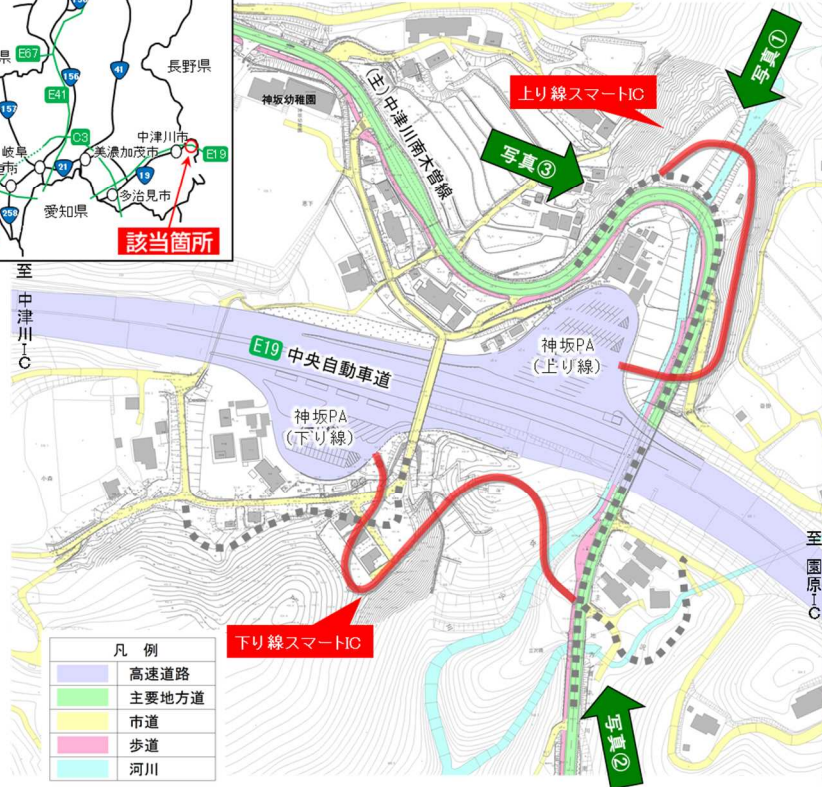 E67
156
41
長野県
県
157
E41
C3
岐阜
市
21
美濃加茂市
中津川市
E19
19
多治見市
258
愛知県
該当箇所
神坂幼稚園
(主)中津川南木曽線
上り線スマートIC
写真①
写真③
至 中津川IC
E19 中央自動車道
神坂PA
(上り線)
神坂PA
(下り線)
至 園原IC
下り線スマートIC
写真②
凡 例
高速道路
主要地方道
市道
歩道
河川